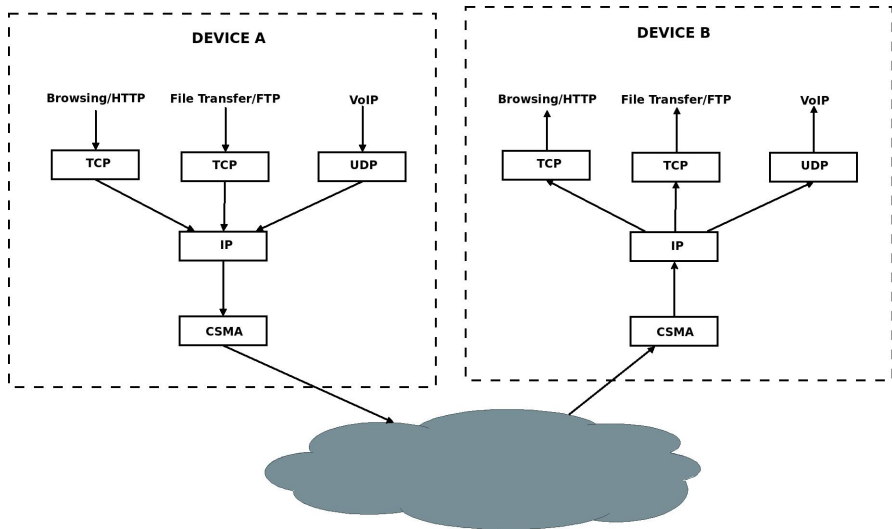 DEVICE A
Browsing/HTTP
File Transfer/FTP
VoIP
TCP
TCP
UDP
IP
CSMA
DEVICE B
Browsing/HTTP
File Transfer/FTP
VoIP
TCP
TCP
UDP
IP
CSMA